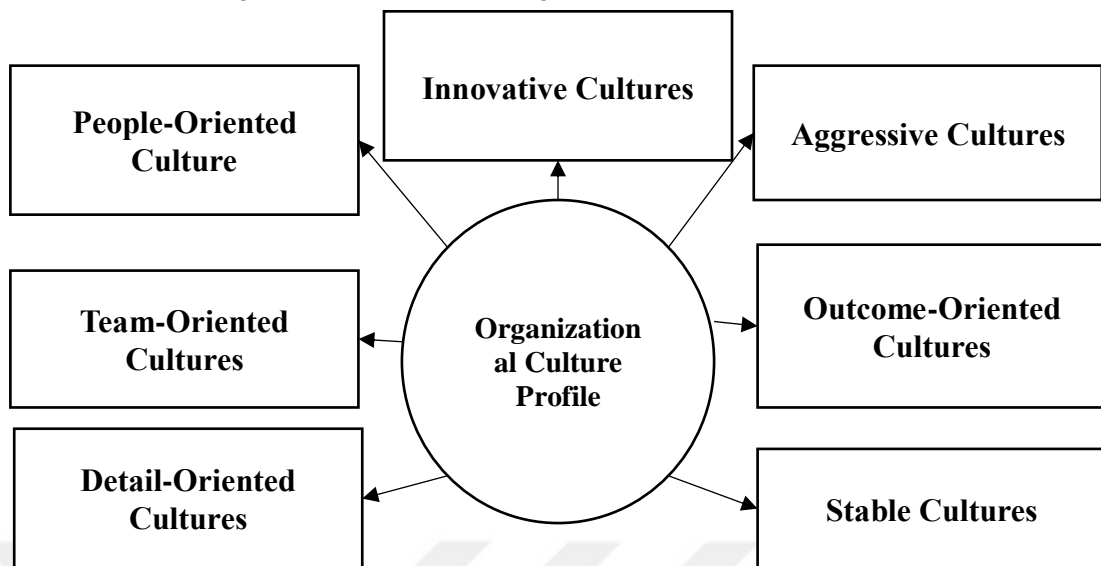 Innovative Cultures
People-Oriented
Culture
Aggressive Cultures
Team-Oriented
Cultures
Organization
al Culture
Profile
Outcome-Oriented
Cultures
Detail-Oriented
Cultures
Stable Cultures